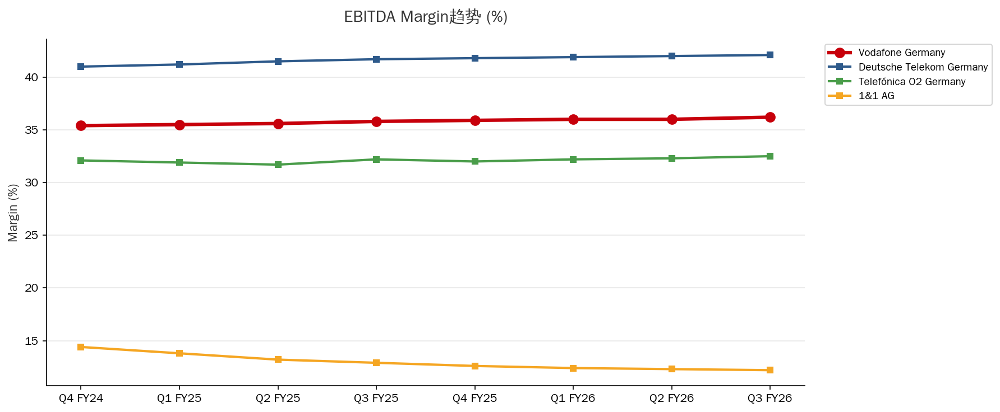 EBITDA Margin趋势 (%)
Margin (%)
40
35
30
25
20
15
Q4 FY24 Q1 FY25 Q2 FY25 Q3 FY25 Q4 FY25 Q1 FY26 Q2 FY26 Q3 FY26
Vodafone Germany
Deutsche Telekom Germany
Telefónica O2 Germany
1&1 AG